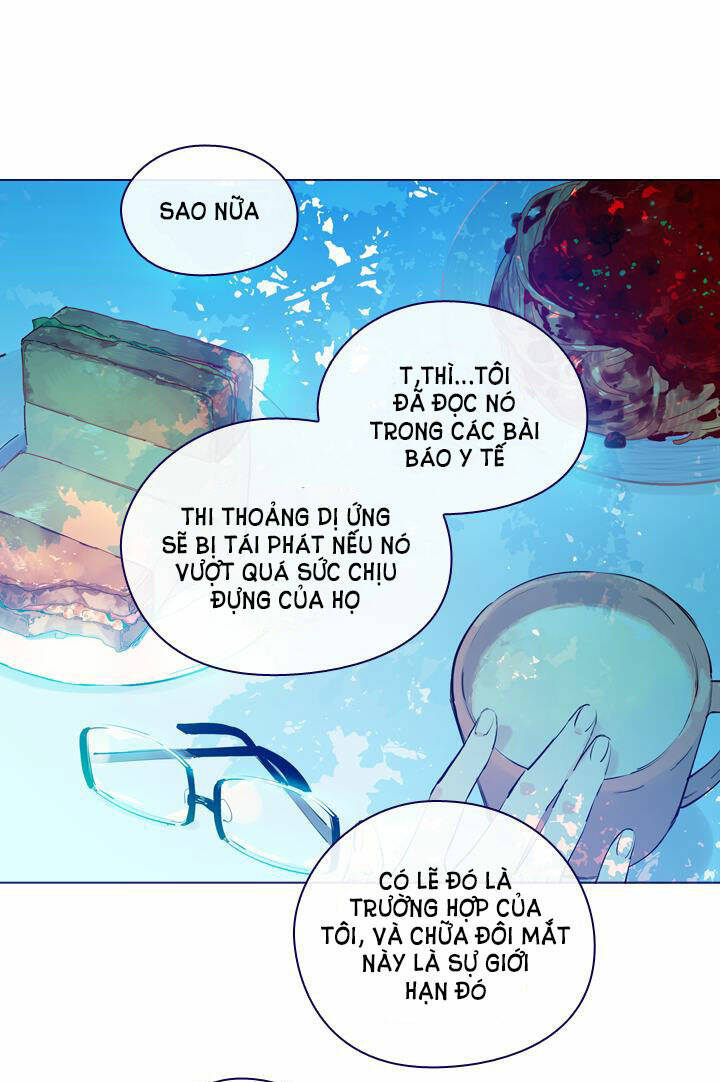 SAO NỮA
T,THÌ...TÔI
ĐÃ ĐỌC NÓ
TRONG CÁC BÀI
BÁO Y TẾ
THI THOẢNG DỊ ỨNG
SẼ BỊ TÁI PHÁT NẾU NÓ
VƯỢT QUÁ SỨC CHỊU
ĐỰNG CỦA HỌ
CÓ LẼ ĐÓ LÀ
TRƯỜNG HỢP CỦA
TÔI, VÀ CHỮA ĐÔI MẮT
NÀY LÀ SỰ GIỚI
HẠN ĐÓ